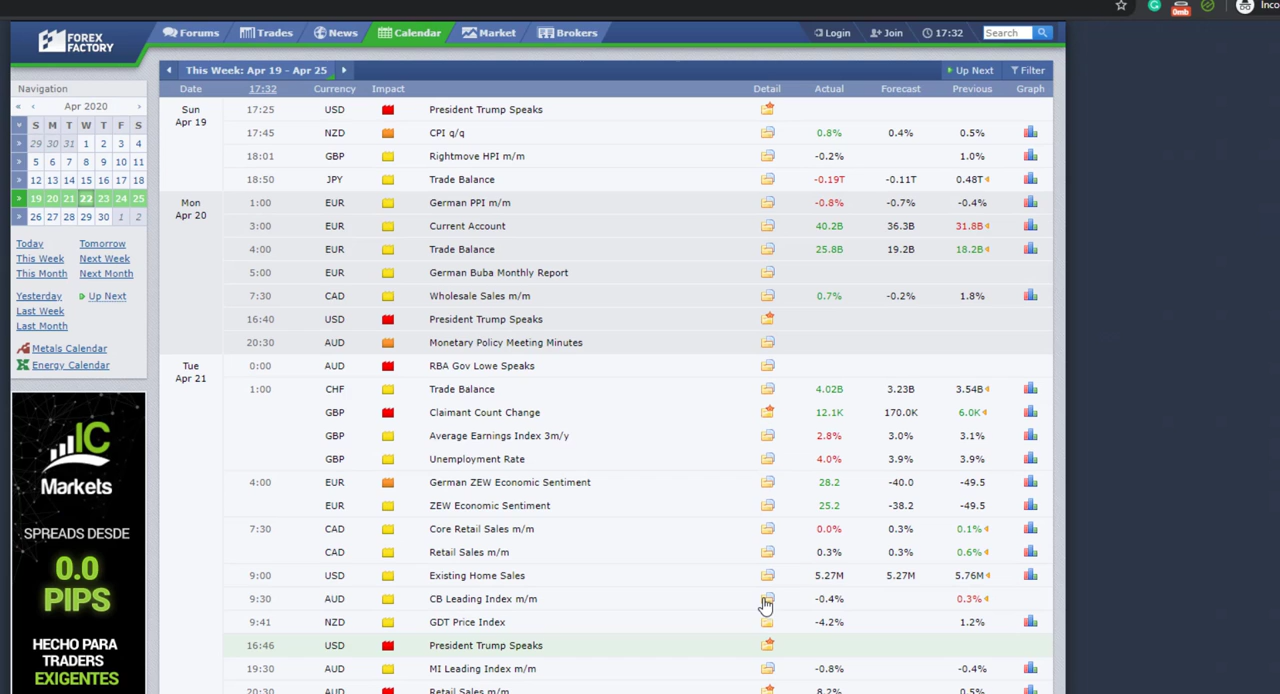 Inco
0mb
FOREX
FACTORY
Forums Trades News Calendar Market Brokers Login Join 17:32 Search
This Week: Apr 19 - Apr 25 Up Next Filter
Date 17:32 Currency Impact Detail Actual Forecast Previous Graph
Navigation
« ‹ Apr 2020 ›
S M T W T F S
> 29 30 31 1 2 3 4
> 5 6 7 8 9 10 11
> 12 13 14 15 16 17 18
> 19 20 21 22 23 24 25
> 26 27 28 29 30 1 2
Today Tomorrow
This Week Next Week
This Month Next Month
Yesterday Up Next
Last Week
Last Month
Metals Calendar
Energy Calendar
IC
Markets
SPREADS DESDE
0.0
PIPS
HECHO PARA
TRADERS
EXIGENTES
Sun
Apr 19
17:25 USD President Trump Speaks
17:45 NZD CPI q/q 0.8% 0.4% 0.5%
18:01 GBP Rightmove HPI m/m -0.2% 1.0%
18:50 JPY Trade Balance -0.19T -0.11T 0.48T
Mon
Apr 20
1:00 EUR German PPI m/m -0.8% -0.7% -0.4%
3:00 EUR Current Account 40.2B 36.3B 31.8B
4:00 EUR Trade Balance 25.8B 19.2B 18.2B
5:00 EUR German Buba Monthly Report
7:30 CAD Wholesale Sales m/m 0.7% -0.2% 1.8%
16:40 USD President Trump Speaks
20:30 AUD Monetary Policy Meeting Minutes
Tue
Apr 21
0:00 AUD RBA Gov Lowe Speaks
1:00 CHF Trade Balance 4.02B 3.23B 3.54B
GBP Claimant Count Change 12.1K 170.0K 6.0K
GBP Average Earnings Index 3m/y 2.8% 3.0% 3.1%
GBP Unemployment Rate 4.0% 3.9% 3.9%
4:00 EUR German ZEW Economic Sentiment 28.2 -40.0 -49.5
EUR ZEW Economic Sentiment 25.2 -38.2 -49.5
7:30 CAD Core Retail Sales m/m 0.0% 0.3% 0.1%
CAD Retail Sales m/m 0.3% 0.3% 0.6%
9:00 USD Existing Home Sales 5.27M 5.27M 5.76M
9:30 AUD CB Leading Index m/m -0.4% 0.3%
9:41 NZD GDT Price Index -4.2% 1.2%
16:46 USD President Trump Speaks
19:30 AUD MI Leading Index m/m -0.8% -0.4%
20:30 AUD Retail Sales m/m 8.2% 0.5%